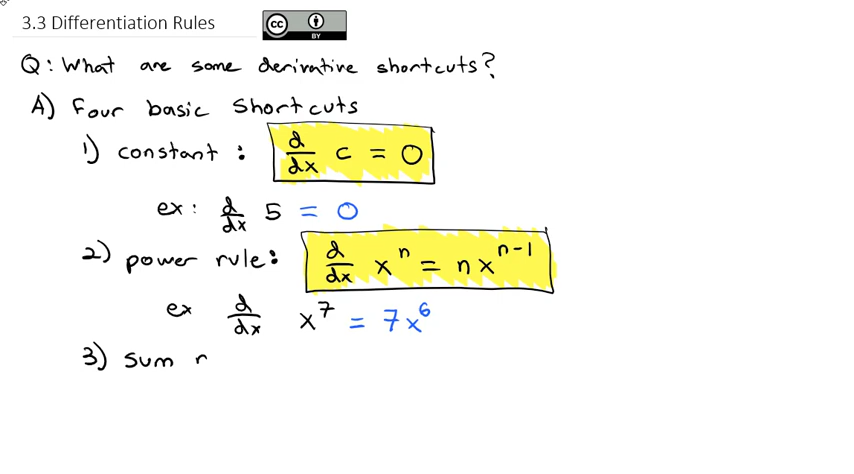 3.3 Differentiation Rules
cc BY
Q: What are some derivative shortcuts?
A) Four basic shortcuts
1) constant: d/dx c = 0
ex: d/dx 5 = 0
2) power rule: d/dx x^n = nx^(n-1)
ex d/dx x^7 = 7x^6
3) sum r